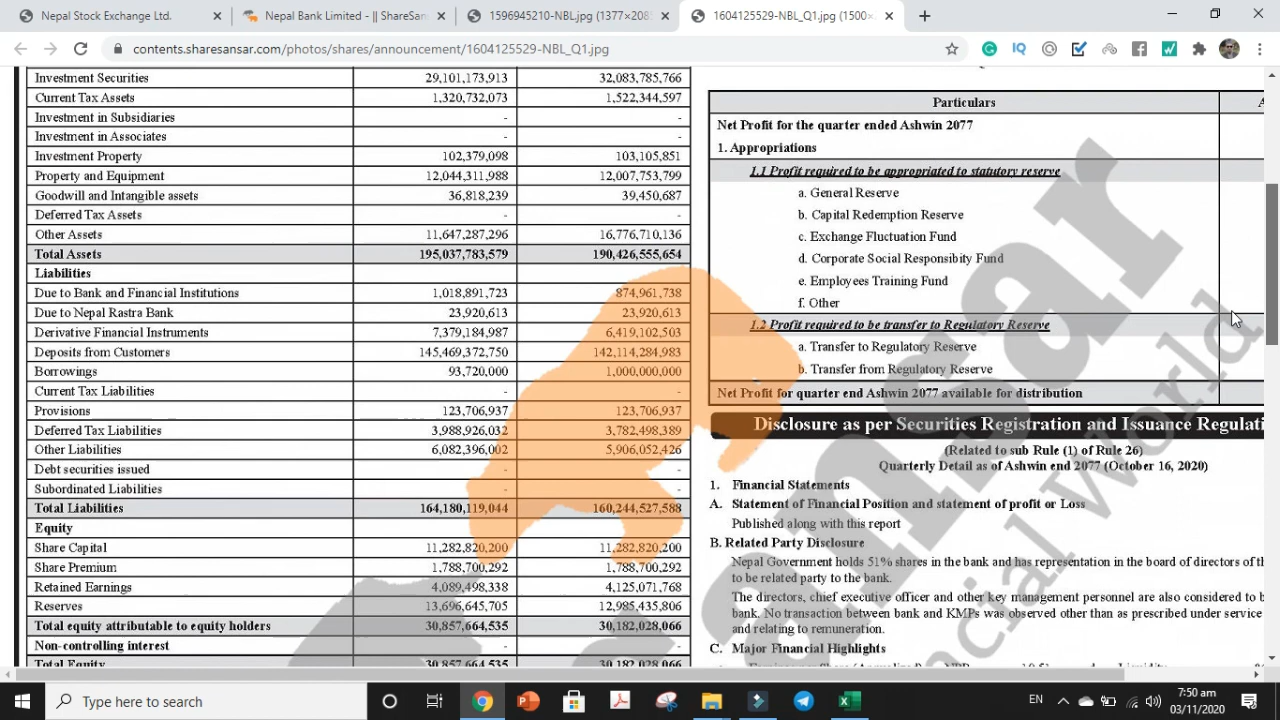 Nepal Stock Exchange Ltd.
Nepal Bank Limited - || ShareSan
1596945210-NBL.jpg (1377×208
1604125529-NBL_Q1.jpg (1500×
contents.sharesansar.com/photos/shares/announcement/1604125529-NBL_Q1.jpg
Investment Securities 29,101,173,913 32,083,785,766
Current Tax Assets 1,320,732,073 1,522,344,597
Investment in Subsidiaries - -
Investment in Associates - -
Investment Property 102,379,098 103,105,851
Property and Equipment 12,044,311,988 12,007,753,799
Goodwill and Intangible assets 36,818,239 39,450,687
Deferred Tax Assets - -
Other Assets 11,647,287,296 16,776,710,136
Total Assets 195,037,783,579 190,426,555,654
Liabilities
Due to Bank and Financial Institutions 1,018,891,723 874,961,738
Due to Nepal Rastra Bank 23,920,613 23,920,613
Derivative Financial Instruments 7,379,184,987 6,419,102,503
Deposits from Customers 145,469,372,750 142,114,284,983
Borrowings 93,720,000 1,000,000,000
Current Tax Liabilities - -
Provisions 123,706,937 123,706,937
Deferred Tax Liabilities 3,988,926,032 3,782,498,389
Other Liabilities 6,082,396,002 5,906,052,426
Debt securities issued - -
Subordinated Liabilities - -
Total Liabilities 164,180,119,044 160,244,527,588
Equity
Share Capital 11,282,820,200 11,282,820,200
Share Premium 1,788,700,292 1,788,700,292
Retained Earnings 4,089,498,338 4,125,071,768
Reserves 13,696,645,705 12,985,435,806
Total equity attributable to equity holders 30,857,664,535 30,182,028,066
Non-controlling interest - -
Total Equity 30,857,664,535 30,182,028,066
Particulars A
Net Profit for the quarter ended Ashwin 2077
1. Appropriations
1.1 Profit required to be appropriated to statutory reserve
a. General Reserve
b. Capital Redemption Reserve
c. Exchange Fluctuation Fund
d. Corporate Social Responsibity Fund
e. Employees Training Fund
f. Other
1.2 Profit required to be transfer to Regulatory Reserve
a. Transfer to Regulatory Reserve
b. Transfer from Regulatory Reserve
Net Profit for quarter end Ashwin 2077 available for distribution
Disclosure as per Securities Registration and Issuance Regulati
(Related to sub Rule (1) of Rule 26)
Quarterly Detail as of Ashwin end 2077 (October 16, 2020)
1. Financial Statements
A. Statement of Financial Position and statement of profit or Loss
Published along with this report
B. Related Party Disclosure
Nepal Government holds 51% shares in the bank and has representation in the board of directors of th
to be related party to the bank.
The directors, chief executive officer and other key management personnel are also considered to b
bank. No transaction between bank and KMPs was observed other than as prescribed under service
and relating to remuneration.
C. Major Financial Highlights
ansar
cial World
Type here to search
EN
7:50 am
03/11/2020